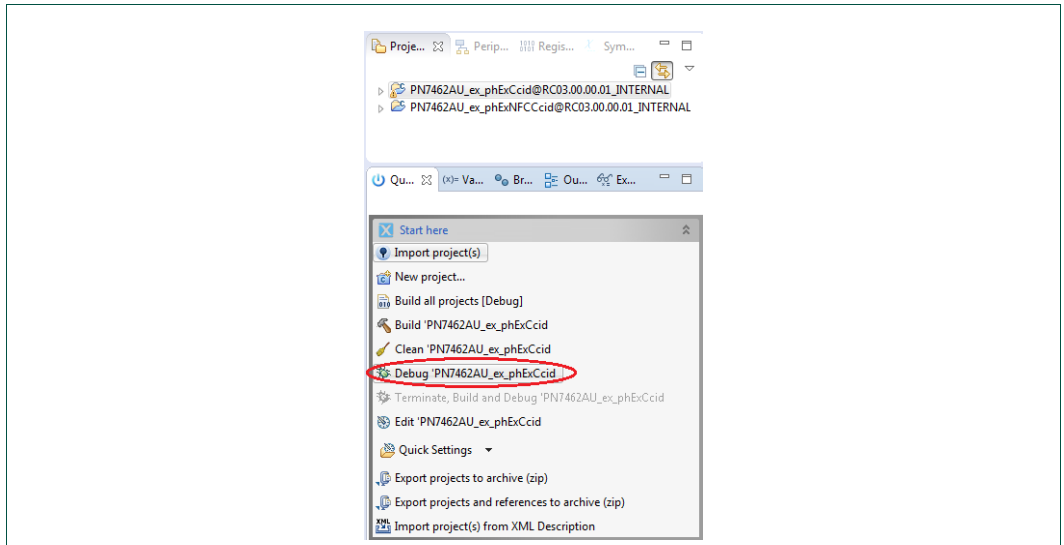 Proje... Perip... Regis... Sym...
PN7462AU_ex_phExCcid@RC03.00.00.01_INTERNAL
PN7462AU_ex_phExNFCCcid@RC03.00.00.01_INTERNAL
Qu... (x)= Va... Br... Ou... Ex...
Start here
Import project(s)
New project...
Build all projects [Debug]
Build 'PN7462AU_ex_phExCcid
Clean 'PN7462AU_ex_phExCcid
Debug 'PN7462AU_ex_phExCcid
Terminate, Build and Debug 'PN7462AU_ex_phExCcid
Edit 'PN7462AU_ex_phExCcid
Quick Settings
Export projects to archive (zip)
Export projects and references to archive (zip)
XML Import project(s) from XML Description